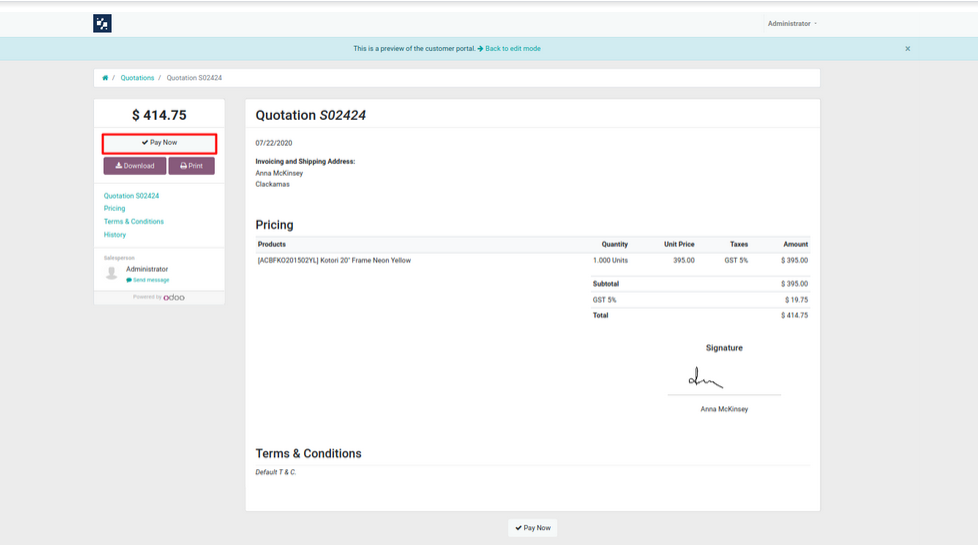 Administrator
This is a preview of the customer portal. Back to edit mode
×
/ Quotations / Quotation S02424
$ 414.75
Pay Now
Download Print
Quotation S02424
Pricing
Terms & Conditions
History
Salesperson
Administrator
Send message
Powered by odoo
Quotation S02424
07/22/2020
Invoicing and Shipping Address:
Anna McKinsey
Clackamas
Pricing
Products Quantity Unit Price Taxes Amount
[ACBFKO201502YL] Kotori 20" Frame Neon Yellow 1.000 Units 395.00 GST 5% $ 395.00
Subtotal $ 395.00
GST 5% $ 19.75
Total $ 414.75
Signature
Anna McKinsey
Terms & Conditions
Default T & C.
Pay Now